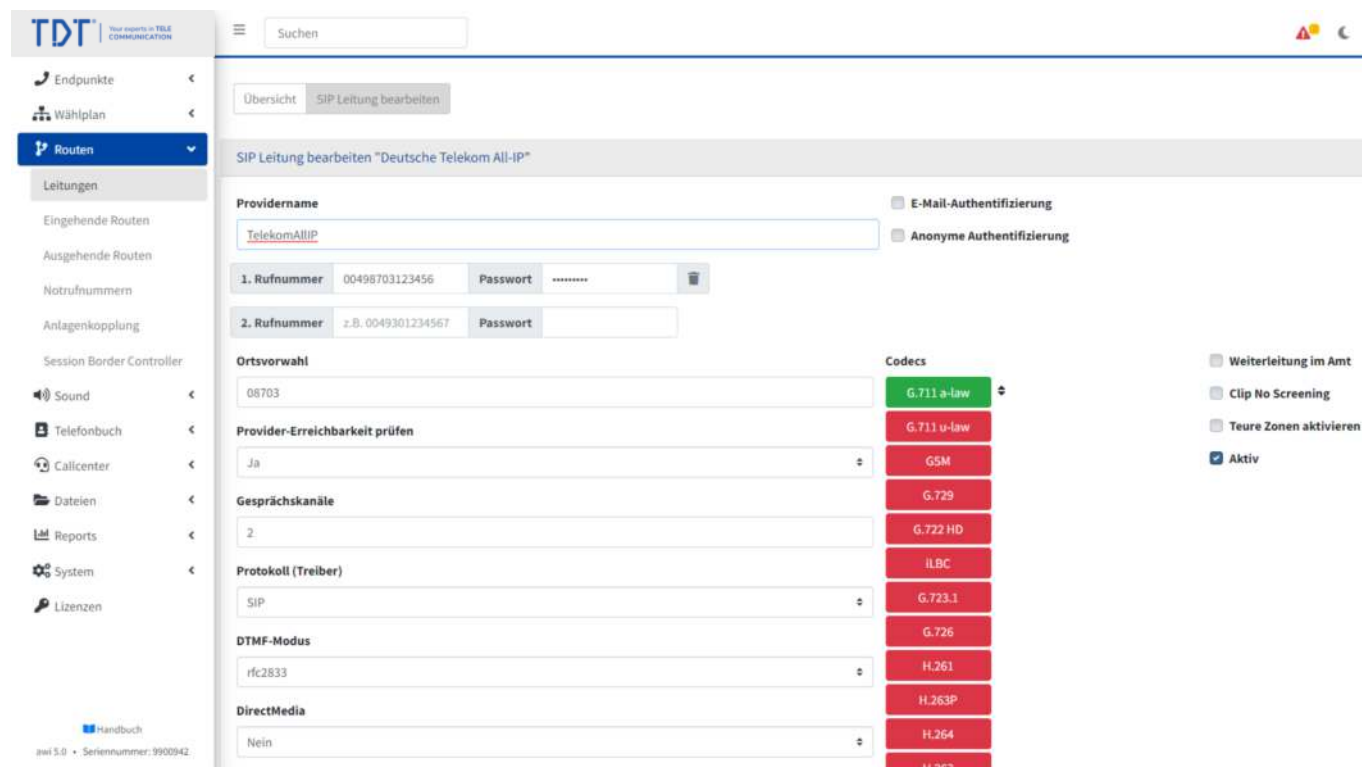 TDT
Your experts in TELE
COMMUNICATION
Suchen
Endpunkte
Wählplan
Routen
Leitungen
Eingehende Routen
Ausgehende Routen
Notrufnummern
Anlagenkopplung
Session Border Controller
Sound
Telefonbuch
Callcenter
Dateien
Reports
System
Lizenzen
Handbuch
awi 5.0 • Seriennummer: 9900942
Übersicht
SIP Leitung bearbeiten
SIP Leitung bearbeiten "Deutsche Telekom All-IP"
Providername
TelekomAllIP
E-Mail-Authentifizierung
Anonyme Authentifizierung
1. Rufnummer 00498703123456 Passwort •••••••••
2. Rufnummer z.B. 0049301234567 Passwort
Ortsvorwahl
08703
Provider-Erreichbarkeit prüfen
Ja
Gesprächskanäle
2
Protokoll (Treiber)
SIP
DTMF-Modus
rfc2833
DirectMedia
Nein
Codecs
G.711 a-law
G.711 u-law
GSM
G.729
G.722 HD
iLBC
G.723.1
G.726
H.261
H.263P
H.264
Weiterleitung im Amt
Clip No Screening
Teure Zonen aktivieren
Aktiv